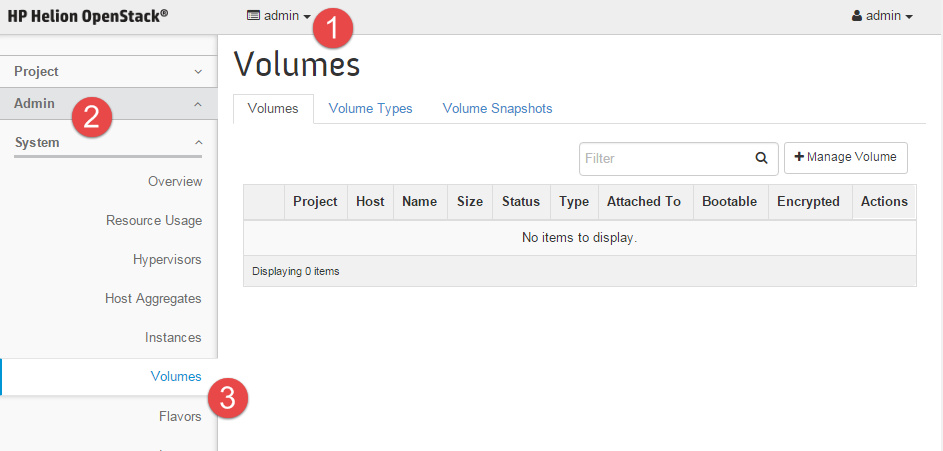 HP Helion OpenStack® admin 1 admin
Project
Admin
2
System
Overview
Resource Usage
Hypervisors
Host Aggregates
Instances
Volumes
3
Flavors
Volumes
Volumes Volume Types Volume Snapshots
Filter + Manage Volume
Project Host Name Size Status Type Attached To Bootable Encrypted Actions
No items to display.
Displaying 0 items